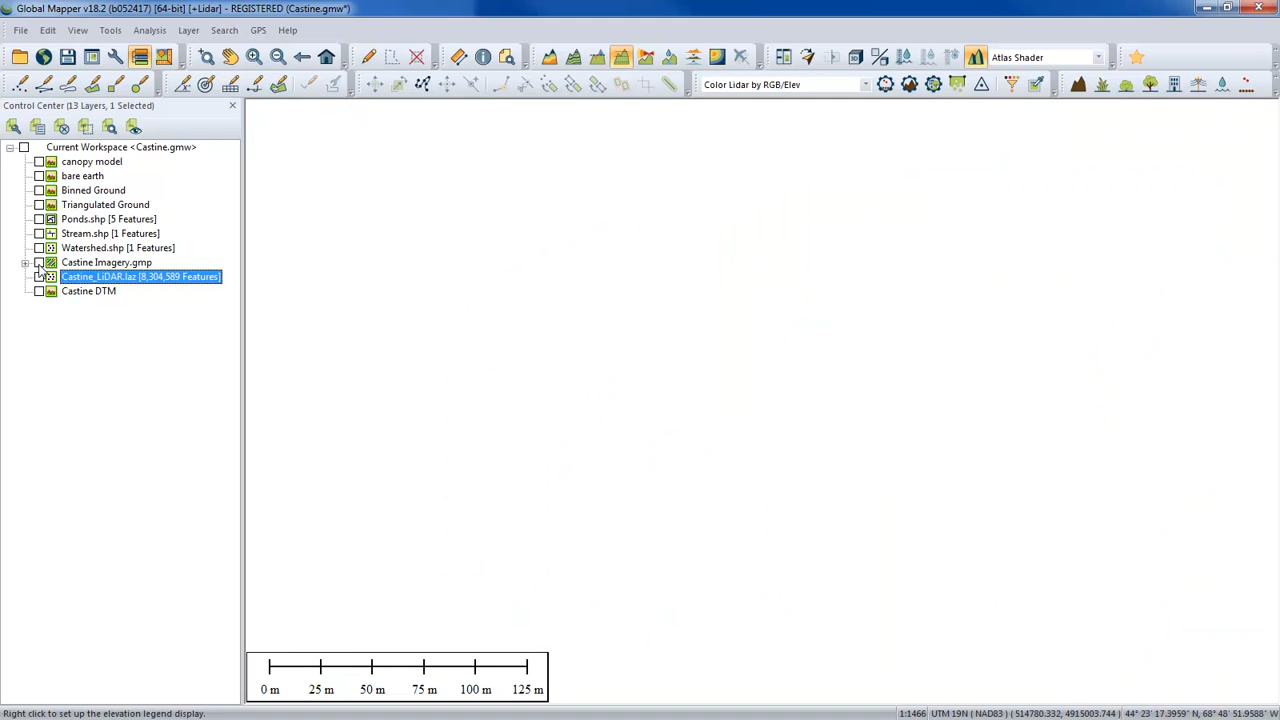 Global Mapper v18.2 (b052417) [64-bit] [+Lidar] - REGISTERED (Castine.gmw*)
File Edit View Tools Analysis Layer Search GPS Help
Atlas Shader
Color Lidar by RGB/Elev
Control Center (13 Layers, 1 Selected)
Current Workspace <Castine.gmw>
canopy model
bare earth
Binned Ground
Triangulated Ground
Ponds.shp [5 Features]
Stream.shp [1 Features]
Watershed.shp [1 Features]
Castine Imagery.gmp
Castine_LiDAR.laz [8,304,589 Features]
Castine DTM
0 m 25 m 50 m 75 m 100 m 125 m
Right click to set up the elevation legend display. 1:1466 UTM 19N (NAD83) ( 514780.332, 4915003.744 ) 44° 23' 17.3959" N, 68° 48' 51.9588" W